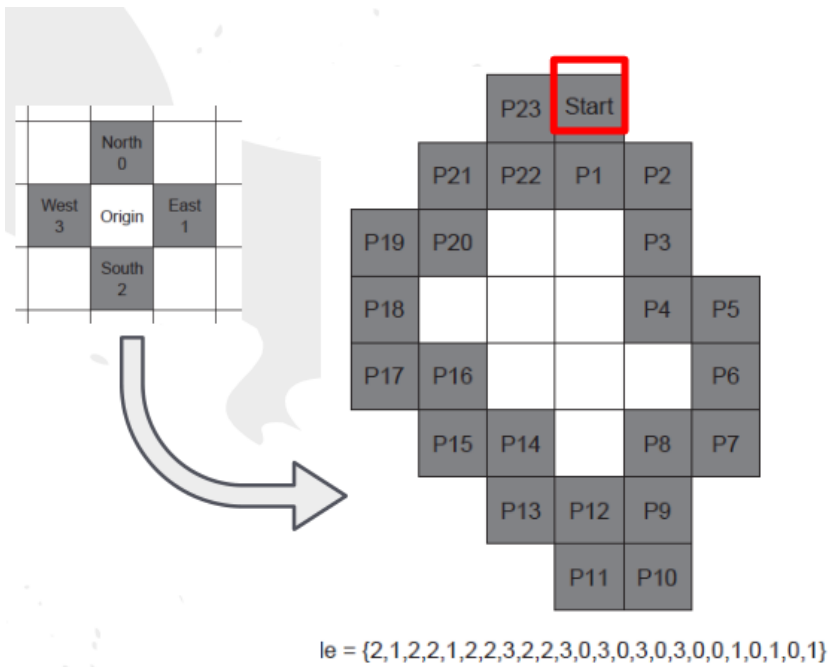 North
0
West
3
Origin
East
1
South
2
P23 Start
P21 P22 P1 P2
P19 P20 P3
P18 P4 P5
P17 P16 P6
P15 P14 P8 P7
P13 P12 P9
P11 P10
le = {2,1,2,2,1,2,2,3,2,2,3,0,3,0,3,0,3,0,0,1,0,1,0,1}